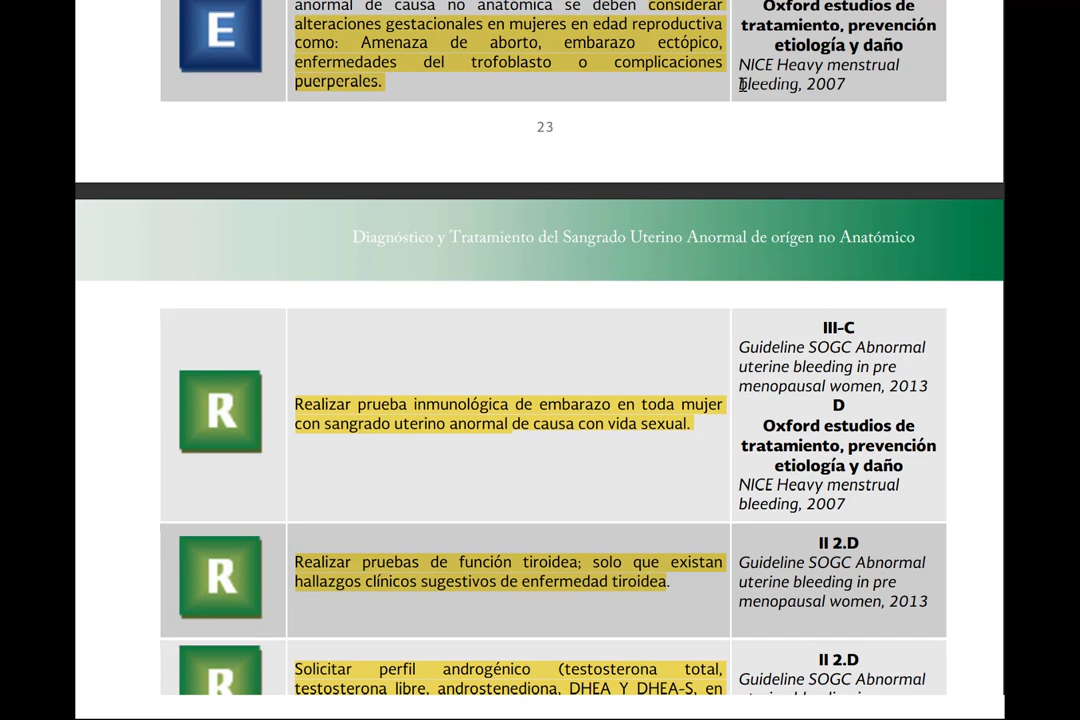 E
anormal de causa no anatómica se deben considerar
alteraciones gestacionales en mujeres en edad reproductiva
como: Amenaza de aborto, embarazo ectópico,
enfermedades del trofoblasto o complicaciones
puerperales.
Oxford estudios de
tratamiento, prevención
etiología y daño
NICE Heavy menstrual
bleeding, 2007
23
Diagnóstico y Tratamiento del Sangrado Uterino Anormal de orígen no Anatómico
R
Realizar prueba inmunológica de embarazo en toda mujer
con sangrado uterino anormal de causa con vida sexual.
III-C
Guideline SOGC Abnormal
uterine bleeding in pre
menopausal women, 2013
D
Oxford estudios de
tratamiento, prevención
etiología y daño
NICE Heavy menstrual
bleeding, 2007
R
Realizar pruebas de función tiroidea; solo que existan
hallazgos clínicos sugestivos de enfermedad tiroidea.
II 2.D
Guideline SOGC Abnormal
uterine bleeding in pre
menopausal women, 2013
R
Solicitar perfil androgénico (testosterona total,
testosterona libre, androstenediona, DHEA Y DHEA-S, en
II 2.D
Guideline SOGC Abnormal